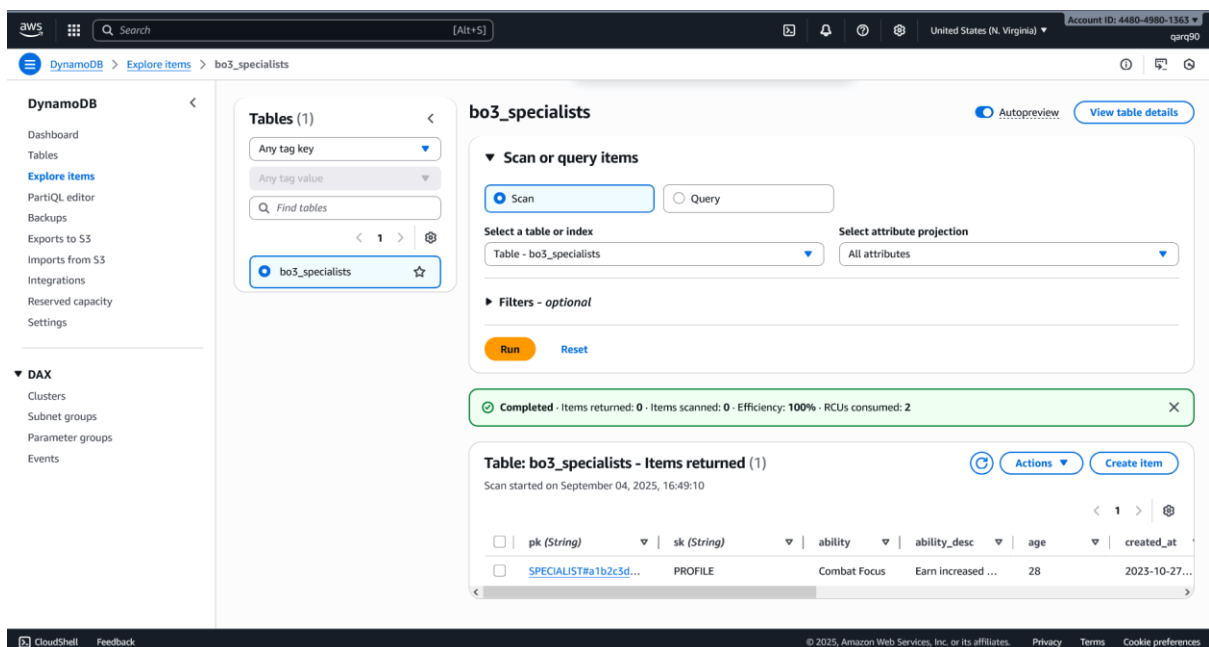 aws
Search [Alt+S]
United States (N. Virginia)
Account ID: 4480-4980-1363
qarq90
DynamoDB > Explore items > bo3_specialists
DynamoDB
Dashboard
Tables
Explore items
PartiQL editor
Backups
Exports to S3
Imports from S3
Integrations
Reserved capacity
Settings
DAX
Clusters
Subnet groups
Parameter groups
Events
Tables (1)
Any tag key
Any tag value
Find tables
1
bo3_specialists
bo3_specialists
Autopreview
View table details
Scan or query items
Scan
Query
Select a table or index
Table - bo3_specialists
Select attribute projection
All attributes
Filters - optional
Run
Reset
Completed · Items returned: 0 · Items scanned: 0 · Efficiency: 100% · RCUs consumed: 2
Table: bo3_specialists - Items returned (1)
Actions
Create item
Scan started on September 04, 2025, 16:49:10
1
pk (String) sk (String) ability ability_desc age created_at
SPECIALIST#a1b2c3d... PROFILE Combat Focus Earn increased ... 28 2023-10-27...
CloudShell Feedback © 2025, Amazon Web Services, Inc. or its affiliates. Privacy Terms Cookie preferences